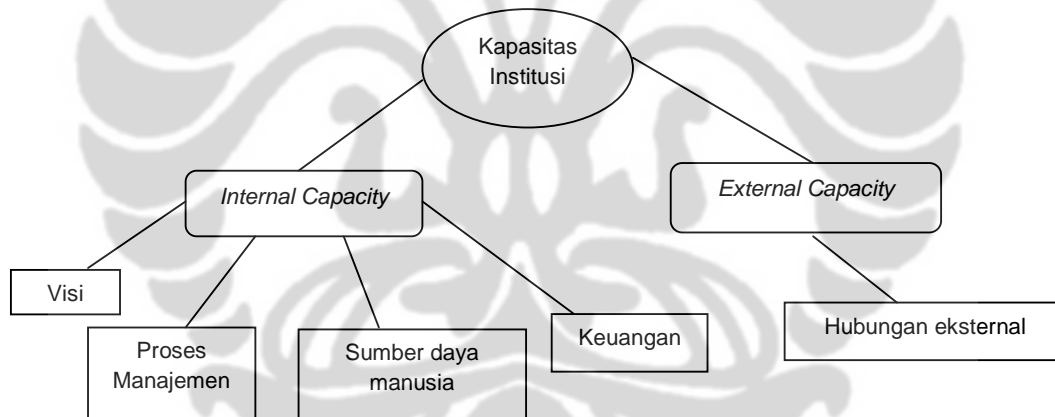 Kapasitas
Institusi
Internal Capacity
External Capacity
Visi
Proses
Manajemen
Sumber daya
manusia
Keuangan
Hubungan eksternal